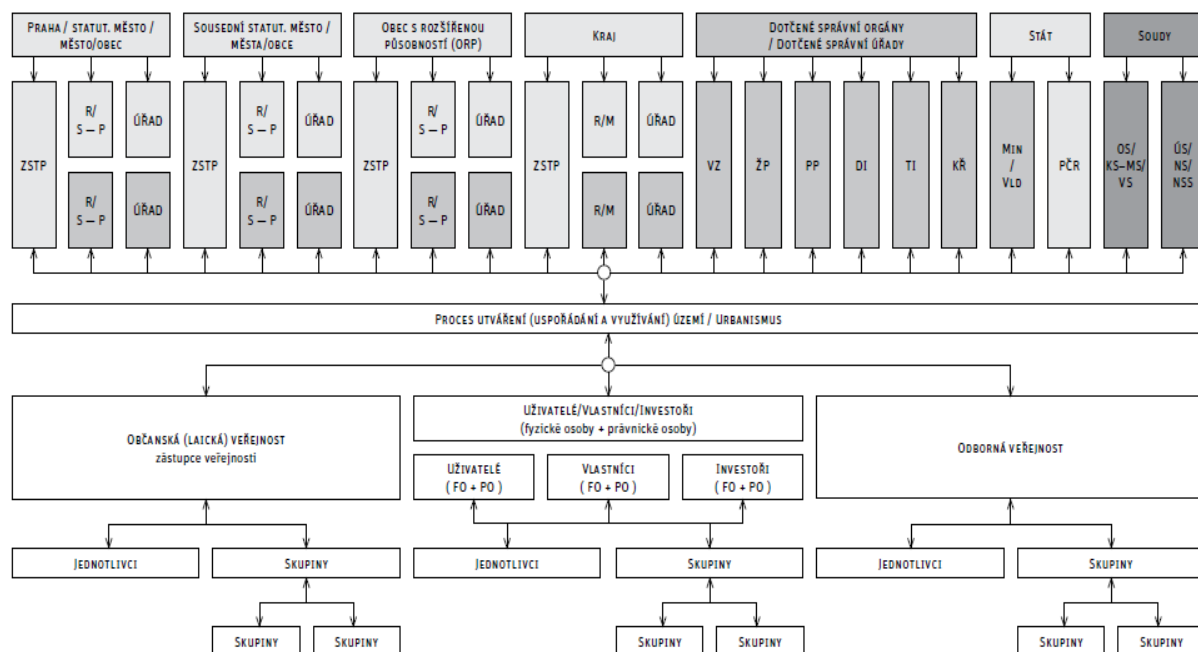 PRAHA / STATUT. MĚSTO /
MĚSTO/OBEC
SOUSEDNÍ STATUT. MĚSTO /
MĚSTA/OBCE
OBEC S ROZŠÍŘENOU
PŮSOBNOSTÍ (ORP)
KRAJ
DOTČENÉ SPRÁVNÍ ORGÁNY
/ DOTČENÉ SPRÁVNÍ ÚŘADY
STÁT
SOUDY
ZSTP
R/
S – P
ÚŘAD
R/
S – P
ÚŘAD
ZSTP
R/
S – P
ÚŘAD
R/
S – P
ÚŘAD
ZSTP
R/
S – P
ÚŘAD
R/
S – P
ÚŘAD
ZSTP
R/M
ÚŘAD
R/M
ÚŘAD
VZ
ŽP
PP
DI
TI
KŘ
MIN
/
VLD
PČR
OS/
KS–MS/
VS
ÚS/
NS/
NSS
PROCES UTVÁŘENÍ (USPOŘÁDÁNÍ A VYUŽÍVÁNÍ) ÚZEMÍ / URBANISMUS
OBČANSKÁ (LAICKÁ) VEŘEJNOST
zástupce veřejnosti
UŽIVATELÉ/VLASTNÍCI/INVESTOŘI
(fyzické osoby + právnické osoby)
ODBORNÁ VEŘEJNOST
UŽIVATELÉ
( FO + PO )
VLASTNÍCI
( FO + PO )
INVESTOŘI
( FO + PO )
JEDNOTLIVCI
SKUPINY
JEDNOTLIVCI
SKUPINY
JEDNOTLIVCI
SKUPINY
SKUPINY
SKUPINY
SKUPINY
SKUPINY
SKUPINY
SKUPINY